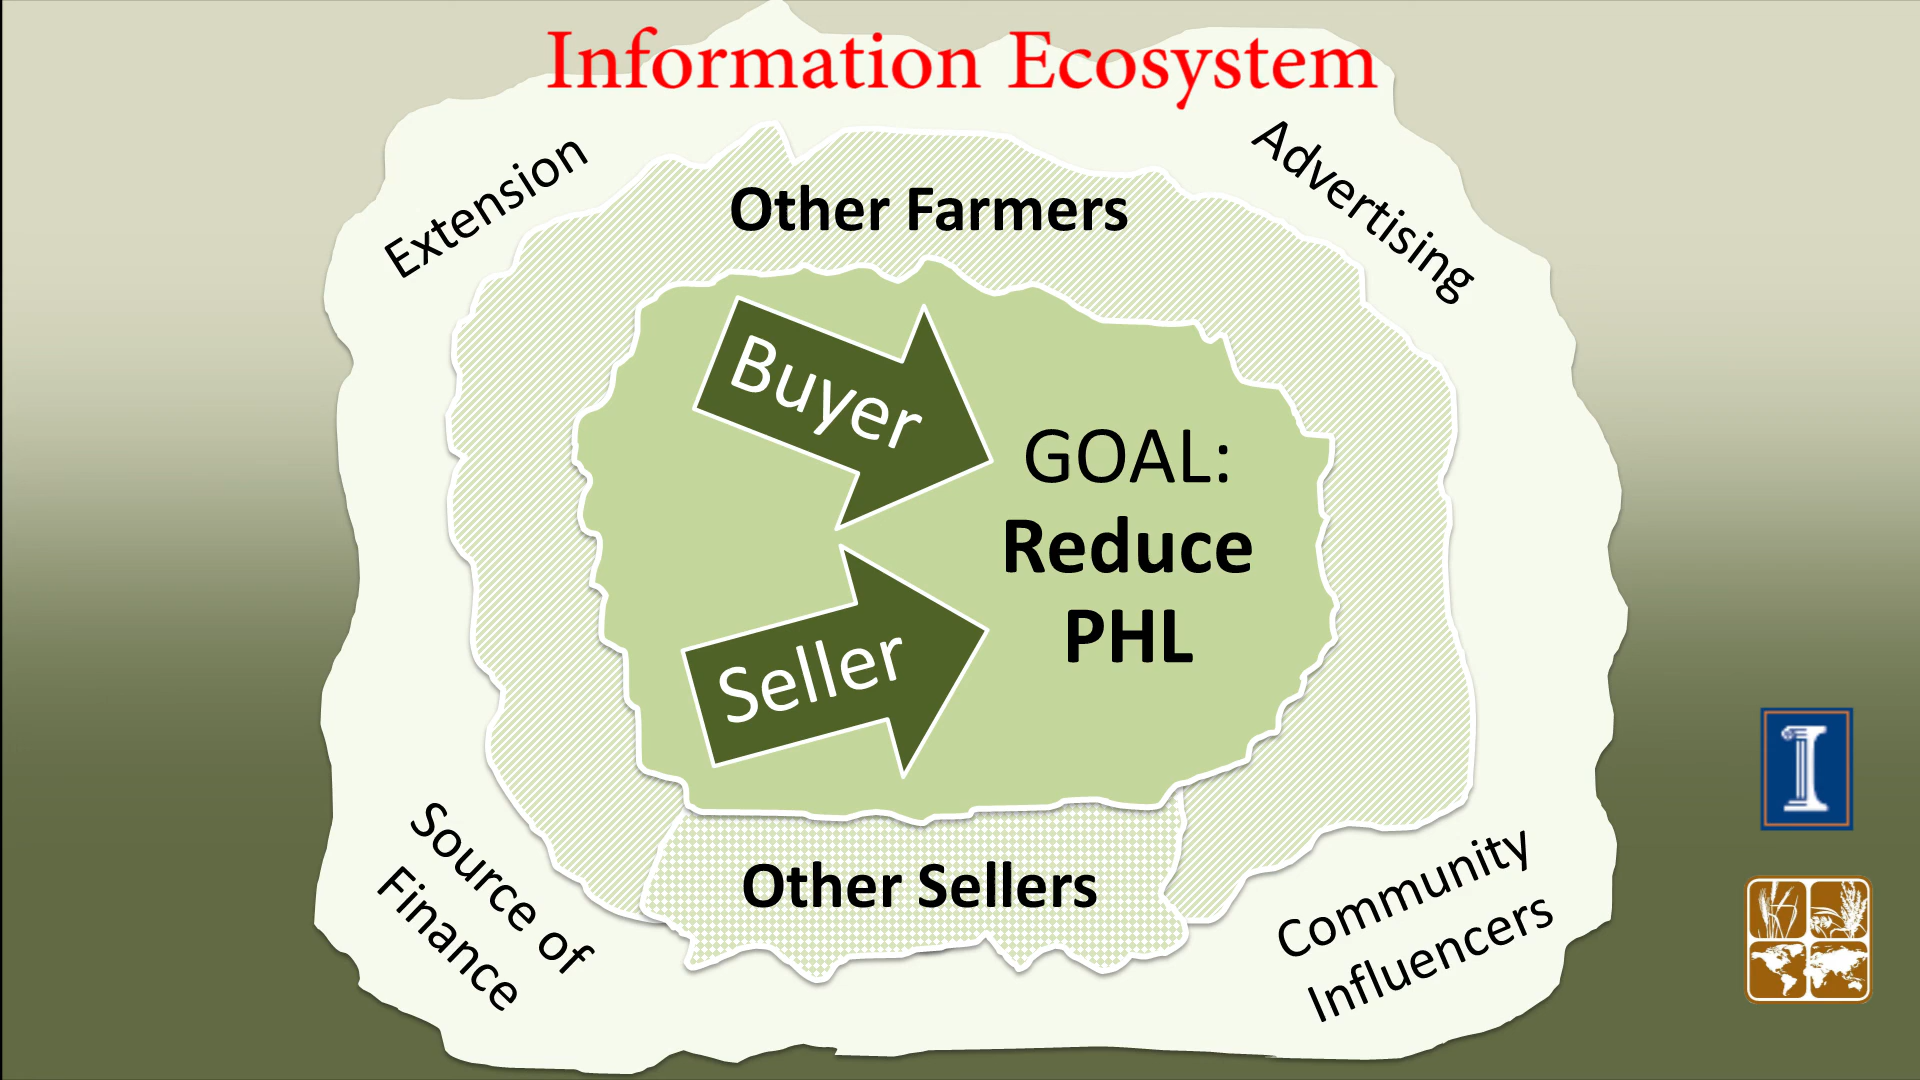 Information Ecosystem
Extension
Advertising
Other Farmers
Buyer
GOAL:
Reduce
PHL
Seller
Other Sellers
Source of
Finance
Community
Influencers
I